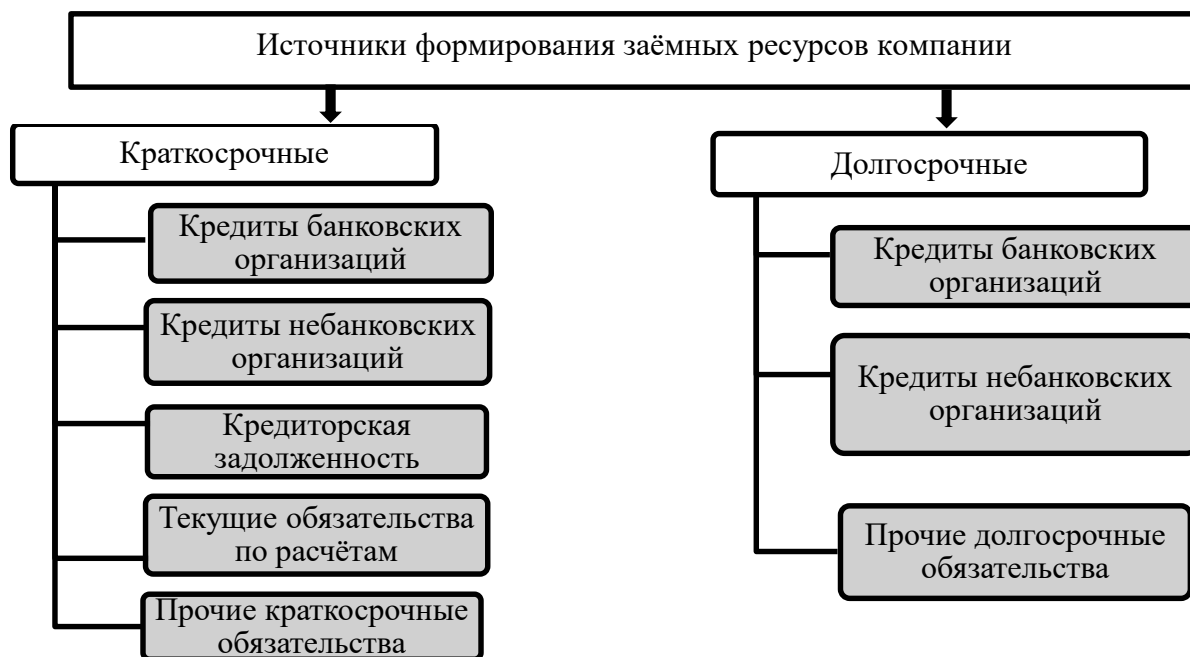 Источники формирования заёмных ресурсов компании
Краткосрочные
Кредиты банковских
организаций
Кредиты небанковских
организаций
Кредиторская
задолженность
Текущие обязательства
по расчётам
Прочие краткосрочные
обязательства
Долгосрочные
Кредиты банковских
организаций
Кредиты небанковских
организаций
Прочие долгосрочные
обязательства